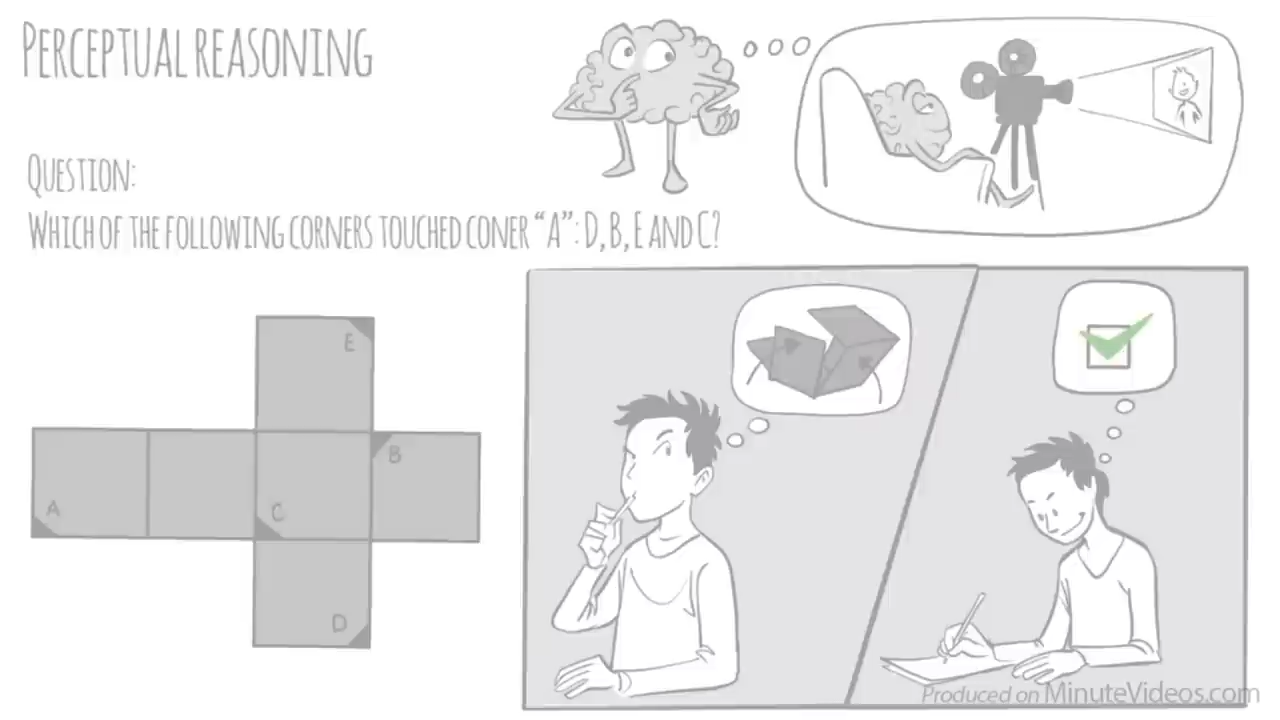 PERCEPTUAL REASONING
QUESTION:
WHICH OF THE FOLLOWING CORNERS TOUCHED CONER “A”: D, B, E AND C?
E
B
A
C
D
Produced on MinuteVideos.com